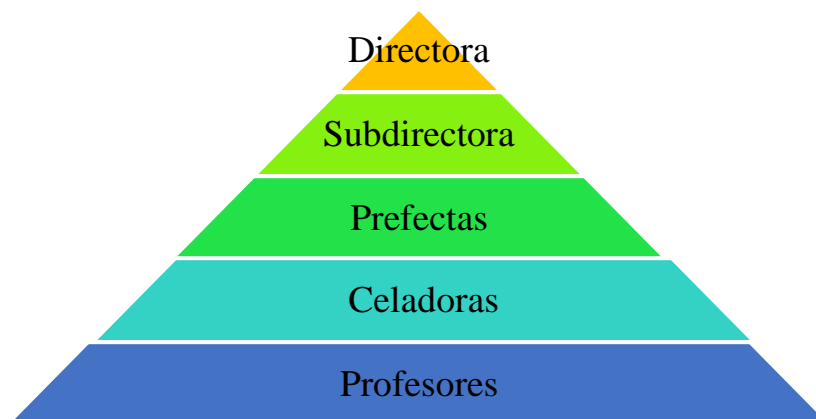 Directora
Subdirectora
Prefectas
Celadoras
Profesores